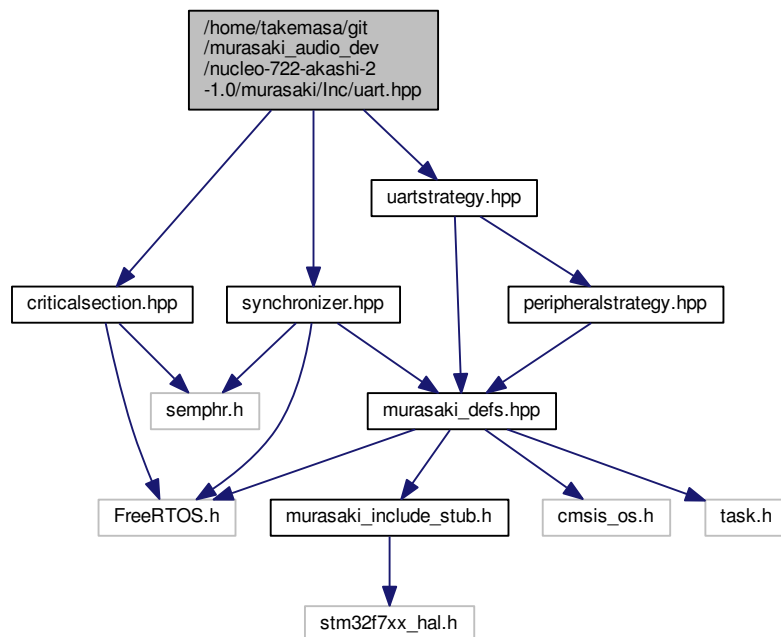 /home/takemasa/git
/murasaki_audio_dev
/nucleo-722-akashi-2
-1.0/murasaki/Inc/uart.hpp
uartstrategy.hpp
criticalsection.hpp
synchronizer.hpp
peripheralstrategy.hpp
semphr.h
murasaki_defs.hpp
FreeRTOS.h
murasaki_include_stub.h
cmsis_os.h
task.h
stm32f7xx_hal.h